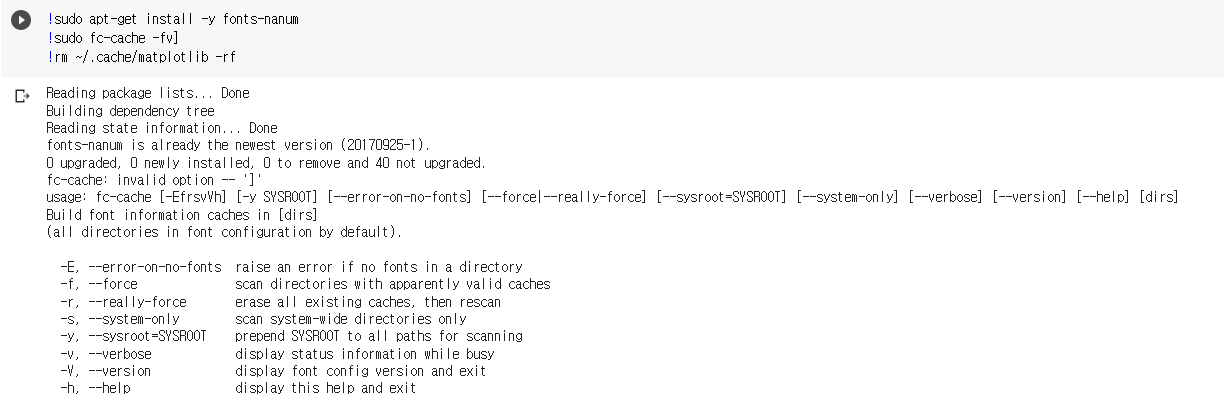 !sudo apt-get install -y fonts-nanum
!sudo fc-cache -fv]
!rm ~/.cache/matplotlib -rf
Reading package lists... Done
Building dependency tree
Reading state information... Done
fonts-nanum is already the newest version (20170925-1).
0 upgraded, 0 newly installed, 0 to remove and 40 not upgraded.
fc-cache: invalid option -- ']'
usage: fc-cache [-EfrsvVh] [-y SYSROOT] [--error-on-no-fonts] [--force|--really-force] [--sysroot=SYSROOT] [--system-only] [--verbose] [--version] [--help] [dirs]
Build font information caches in [dirs]
(all directories in font configuration by default).
-E, --error-on-no-fonts raise an error if no fonts in a directory
-f, --force scan directories with apparently valid caches
-r, --really-force erase all existing caches, then rescan
-s, --system-only scan system-wide directories only
-y, --sysroot=SYSROOT prepend SYSROOT to all paths for scanning
-v, --verbose display status information while busy
-V, --version display font config version and exit
-h, --help display this help and exit